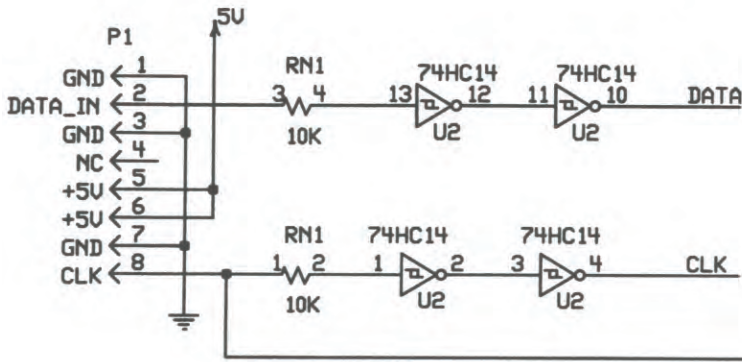 5V
P1
GND 1
DATA_IN 2
GND 3
NC 4
+5V 5
+5V 6
GND 7
CLK 8
RN1
3 4
10K
74HC14 74HC14
13 12 11 10 DATA
U2 U2
RN1
1 2
10K
74HC14 74HC14
1 2 3 4 CLK
U2 U2